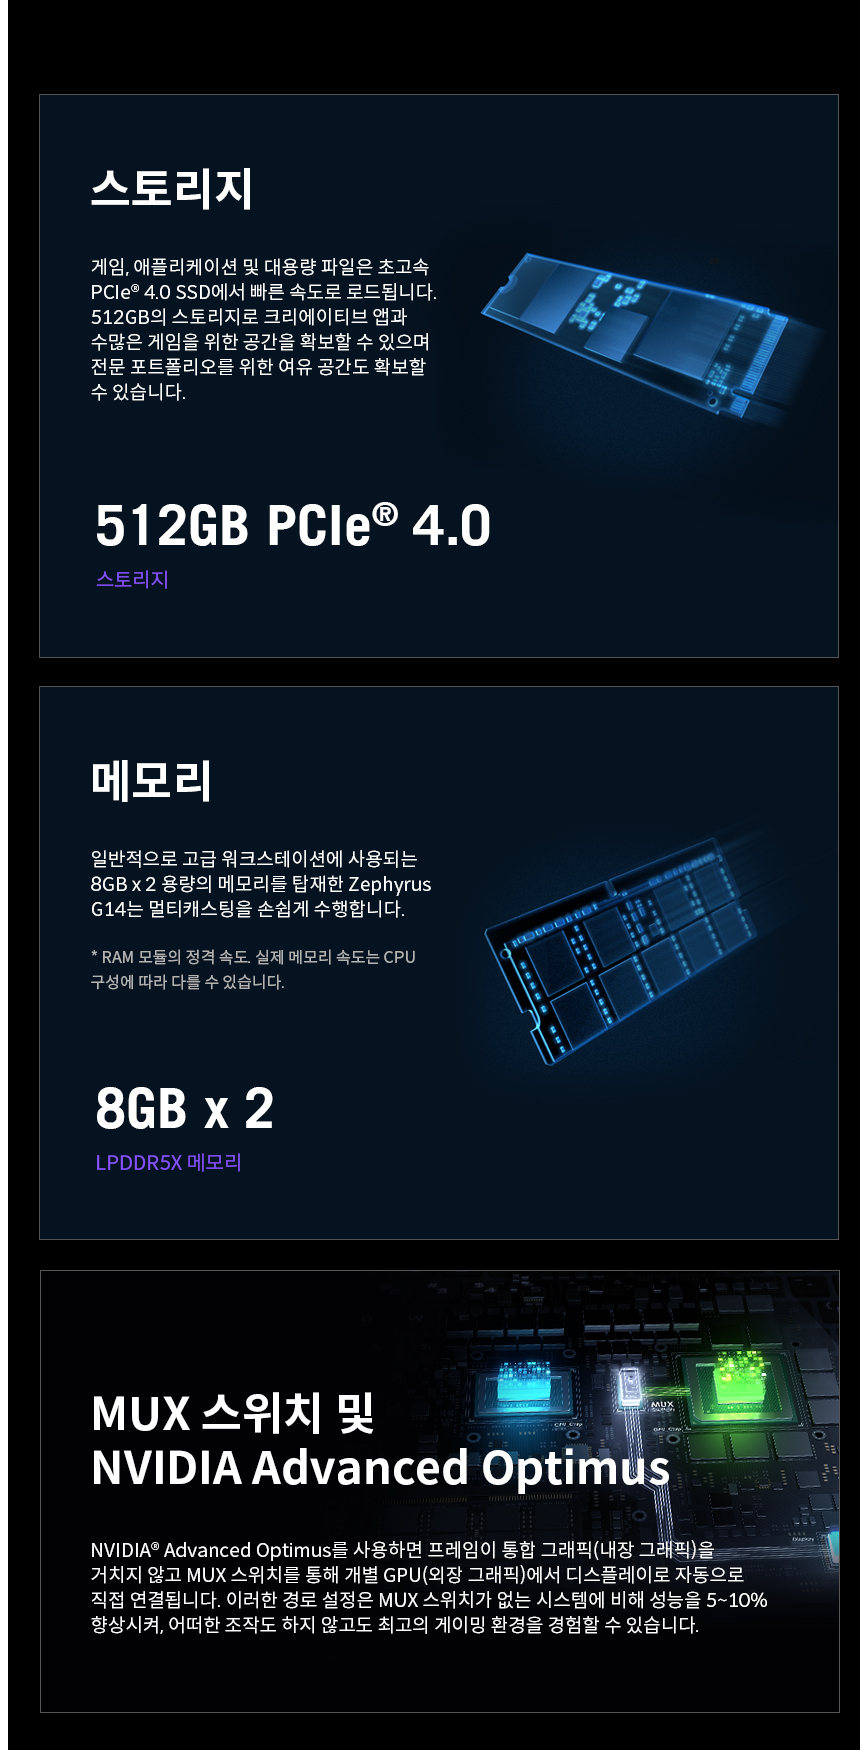 스토리지
게임, 애플리케이션 및 대용량 파일은 초고속
PCIe® 4.0 SSD에서 빠른 속도로 로드됩니다.
512GB의 스토리지로 크리에이티브 앱과
수많은 게임을 위한 공간을 확보할 수 있으며
전문 포트폴리오를 위한 여유 공간도 확보할
수 있습니다.
512GB PCIe® 4.0
스토리지
메모리
일반적으로 고급 워크스테이션에 사용되는
8GB x 2 용량의 메모리를 탑재한 Zephyrus
G14는 멀티캐스팅을 손쉽게 수행합니다.
* RAM 모듈의 정격 속도. 실제 메모리 속도는 CPU
구성에 따라 다를 수 있습니다.
8GB x 2
LPDDR5X 메모리
MUX
MUX 스위치 및
NVIDIA Advanced Optimus
NVIDIA® Advanced Optimus를 사용하면 프레임이 통합 그래픽(내장 그래픽)을
거치지 않고 MUX 스위치를 통해 개별 GPU(외장 그래픽)에서 디스플레이로 자동으로
직접 연결됩니다. 이러한 경로 설정은 MUX 스위치가 없는 시스템에 비해 성능을 5~10%
향상시켜, 어떠한 조작도 하지 않고도 최고의 게이밍 환경을 경험할 수 있습니다.